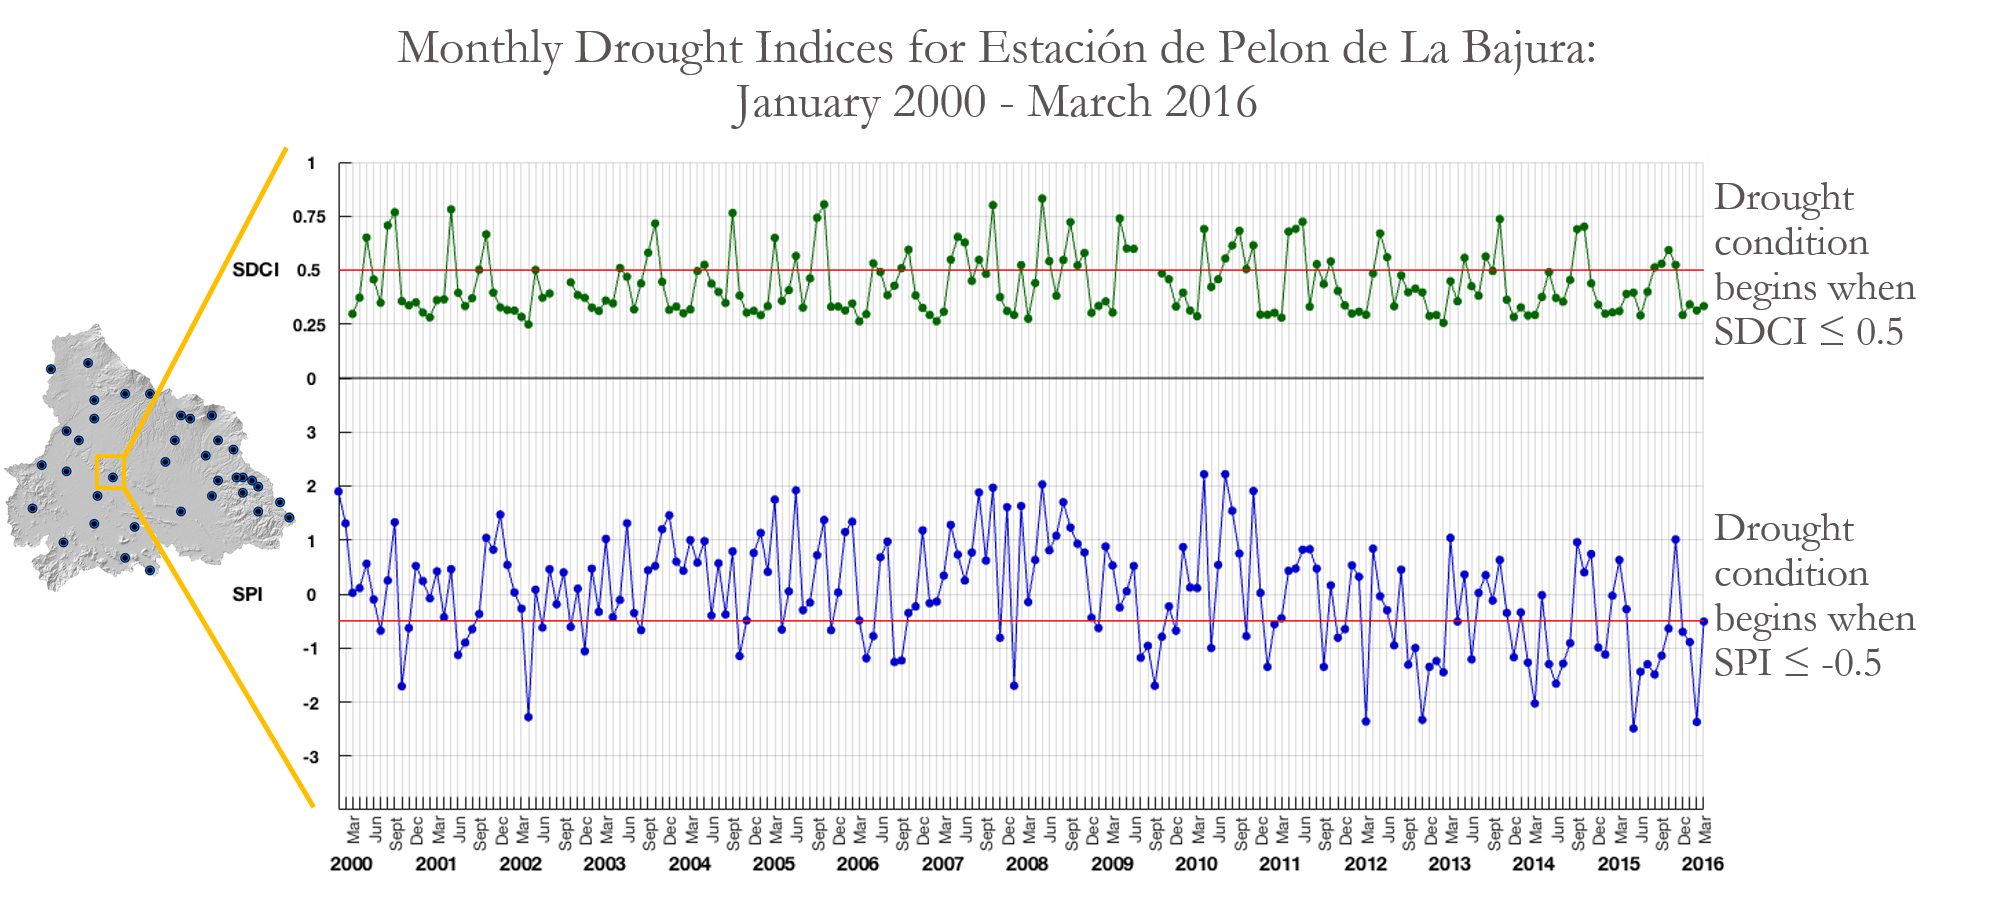 Monthly Drought Indices for Estación de Pelon de La Bajura:
January 2000 - March 2016
1
0.75
SDCI 0.5
0.25
0
3
2
1
SPI 0
-1
-2
-3
Drought
condition
begins when
SDCI ≤ 0.5
Drought
condition
begins when
SPI ≤ -0.5
Mar Jun Sept Dec Mar Jun Sept Dec Mar Jun Sept Dec Mar Jun Sept Dec Mar Jun Sept Dec Mar Jun Sept Dec Mar Jun Sept Dec Mar Jun Sept Dec Mar Jun Sept Dec Mar Jun Sept Dec Mar Jun Sept Dec Mar Jun Sept Dec Mar Jun Sept Dec Mar Jun Sept Dec Mar Jun Sept Dec Mar Jun Sept Dec Mar
2000 2001 2002 2003 2004 2005 2006 2007 2008 2009 2010 2011 2012 2013 2014 2015 2016